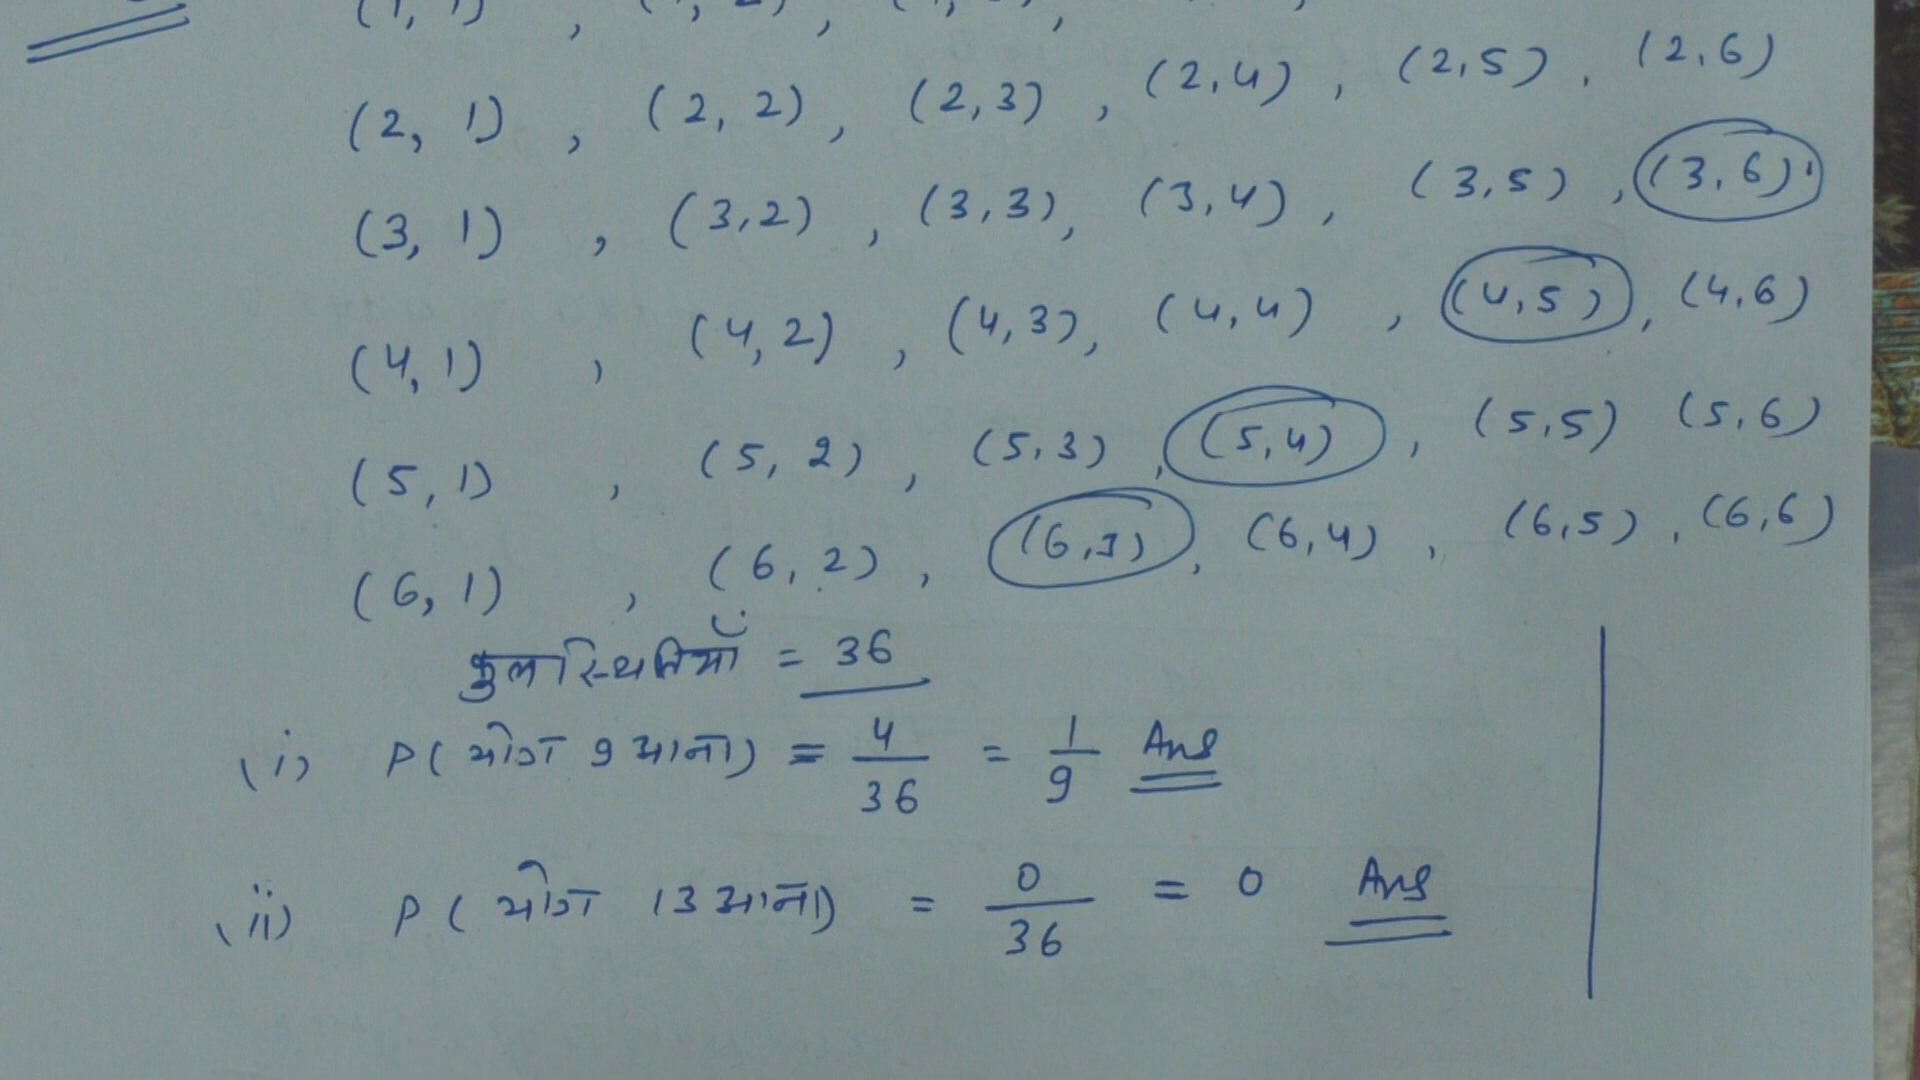 (2, 1) , (2, 2) , (2,3) , (2,4) , (2,5) , (2,6)
(3, 1) , (3,2) , (3,3), (3,4) , (3,5) , (3,6)
(4,1) , (4,2) , (4,3), (4,4) , (4,5) , (4,6)
(5,1) , (5,2) , (5,3) , (5,4) , (5,5) (5,6)
(6,1) , (6,2) , (6,3) , (6,4) , (6,5) , (6,6)
कुल स्थितियाँ = 36
(i) P( योग 9 आना) = 4/36 = 1/9 Ans
(ii) P( योग 13 आना) = 0/36 = 0 Ans